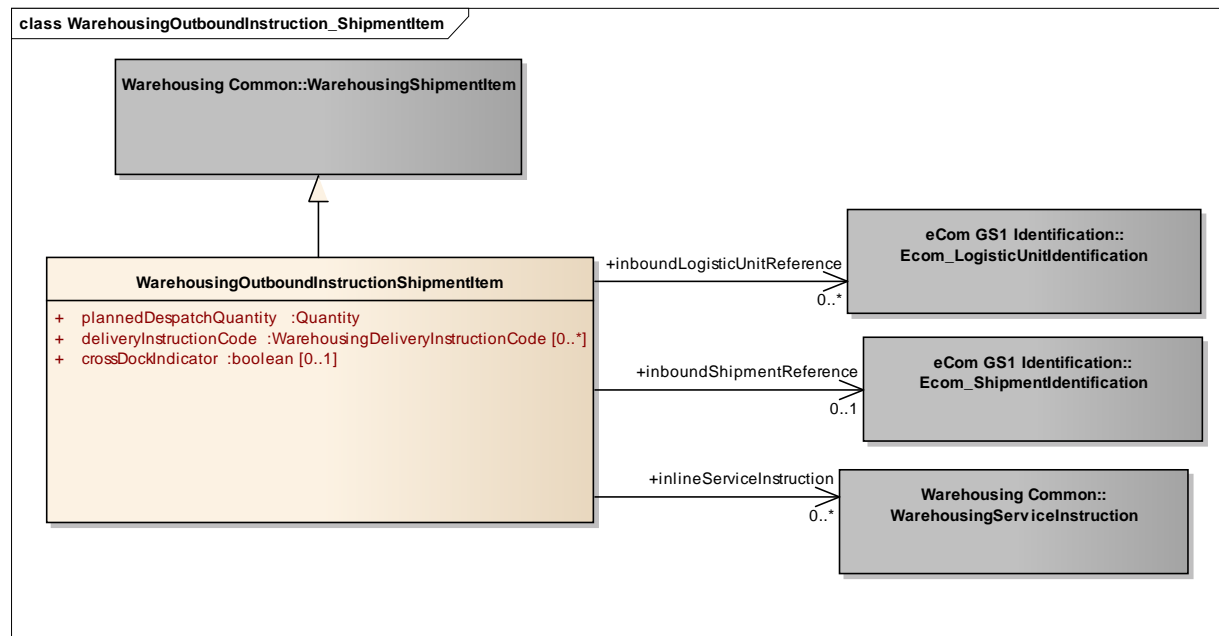 class WarehousingOutboundInstruction_ShipmentItem
Warehousing Common::WarehousingShipmentItem
WarehousingOutboundInstructionShipmentItem
+ plannedDespatchQuantity :Quantity
+ deliveryInstructionCode :WarehousingDeliveryInstructionCode [0..*]
+ crossDockIndicator :boolean [0..1]
+inboundLogisticUnitReference
0..*
eCom GS1 Identification::
Ecom_LogisticUnitIdentification
+inboundShipmentReference
0..1
eCom GS1 Identification::
Ecom_ShipmentIdentification
+inlineServiceInstruction
0..*
Warehousing Common::
WarehousingServiceInstruction